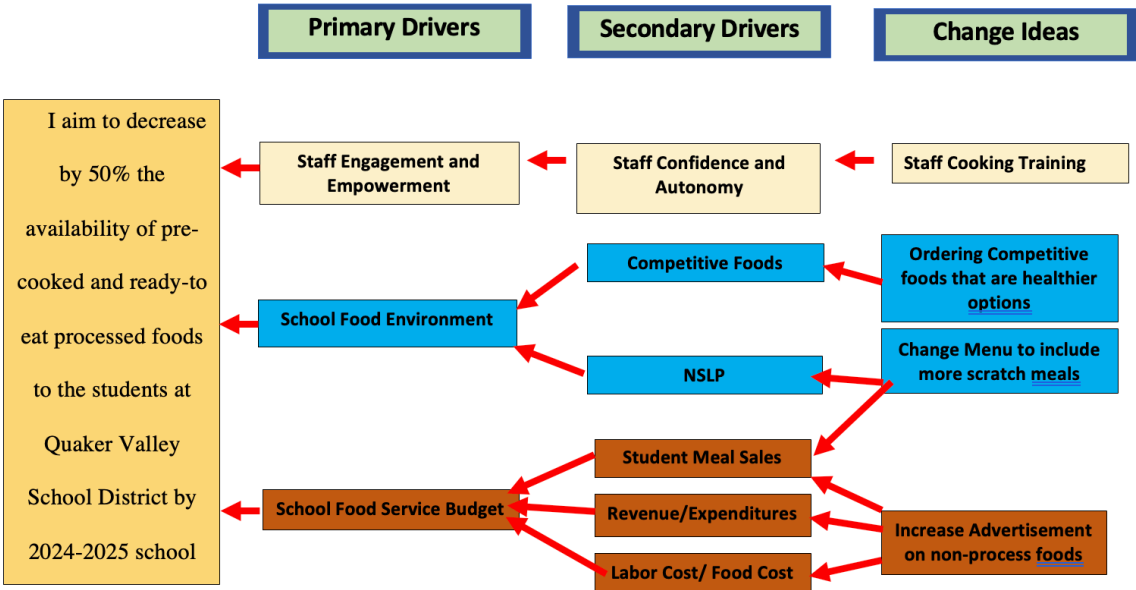 Primary Drivers
Secondary Drivers
Change Ideas
I aim to decrease
by 50% the
availability of pre-
cooked and ready-to
eat processed foods
to the students at
Quaker Valley
School District by
2024-2025 school
Staff Engagement and
Empowerment
Staff Confidence and
Autonomy
Staff Cooking Training
School Food Environment
Competitive Foods
Ordering Competitive
foods that are healthier
options
NSLP
Change Menu to include
more scratch meals
School Food Service Budget
Student Meal Sales
Revenue/Expenditures
Labor Cost/ Food Cost
Increase Advertisement
on non-process foods